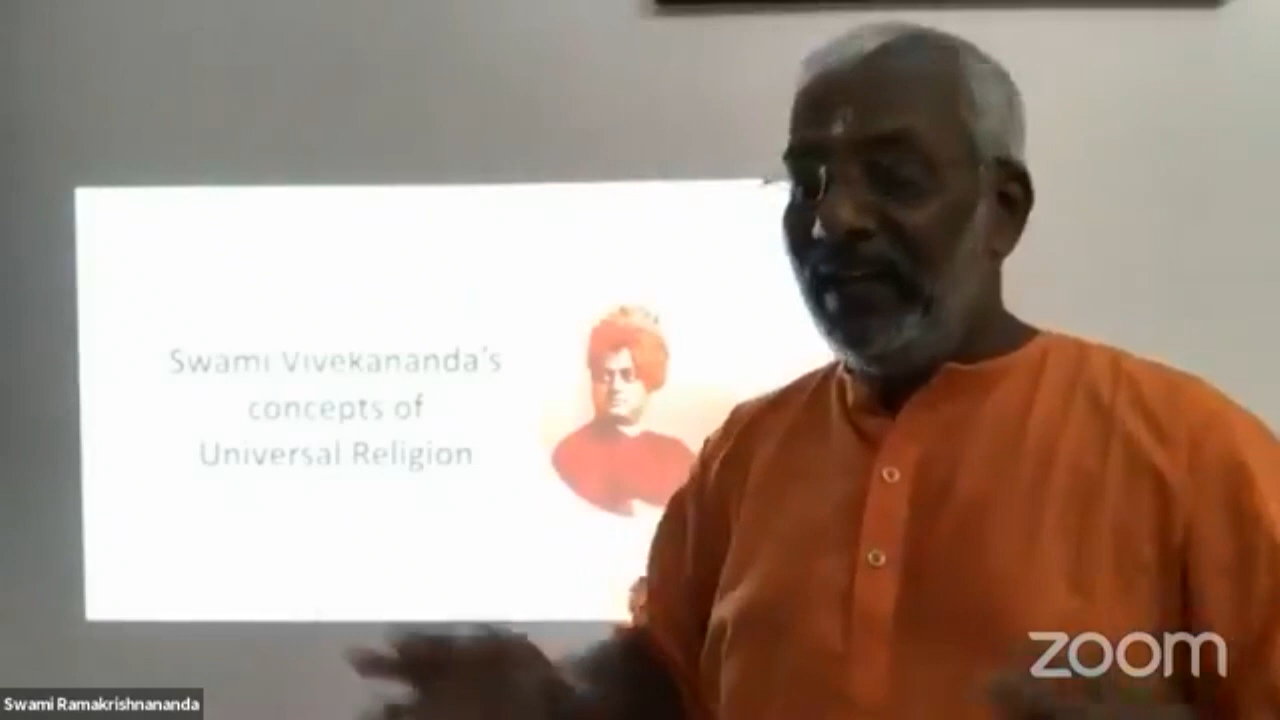 Swami Vivekananda's
concepts of
Universal Religion
zoom
Swami Ramakrishnananda